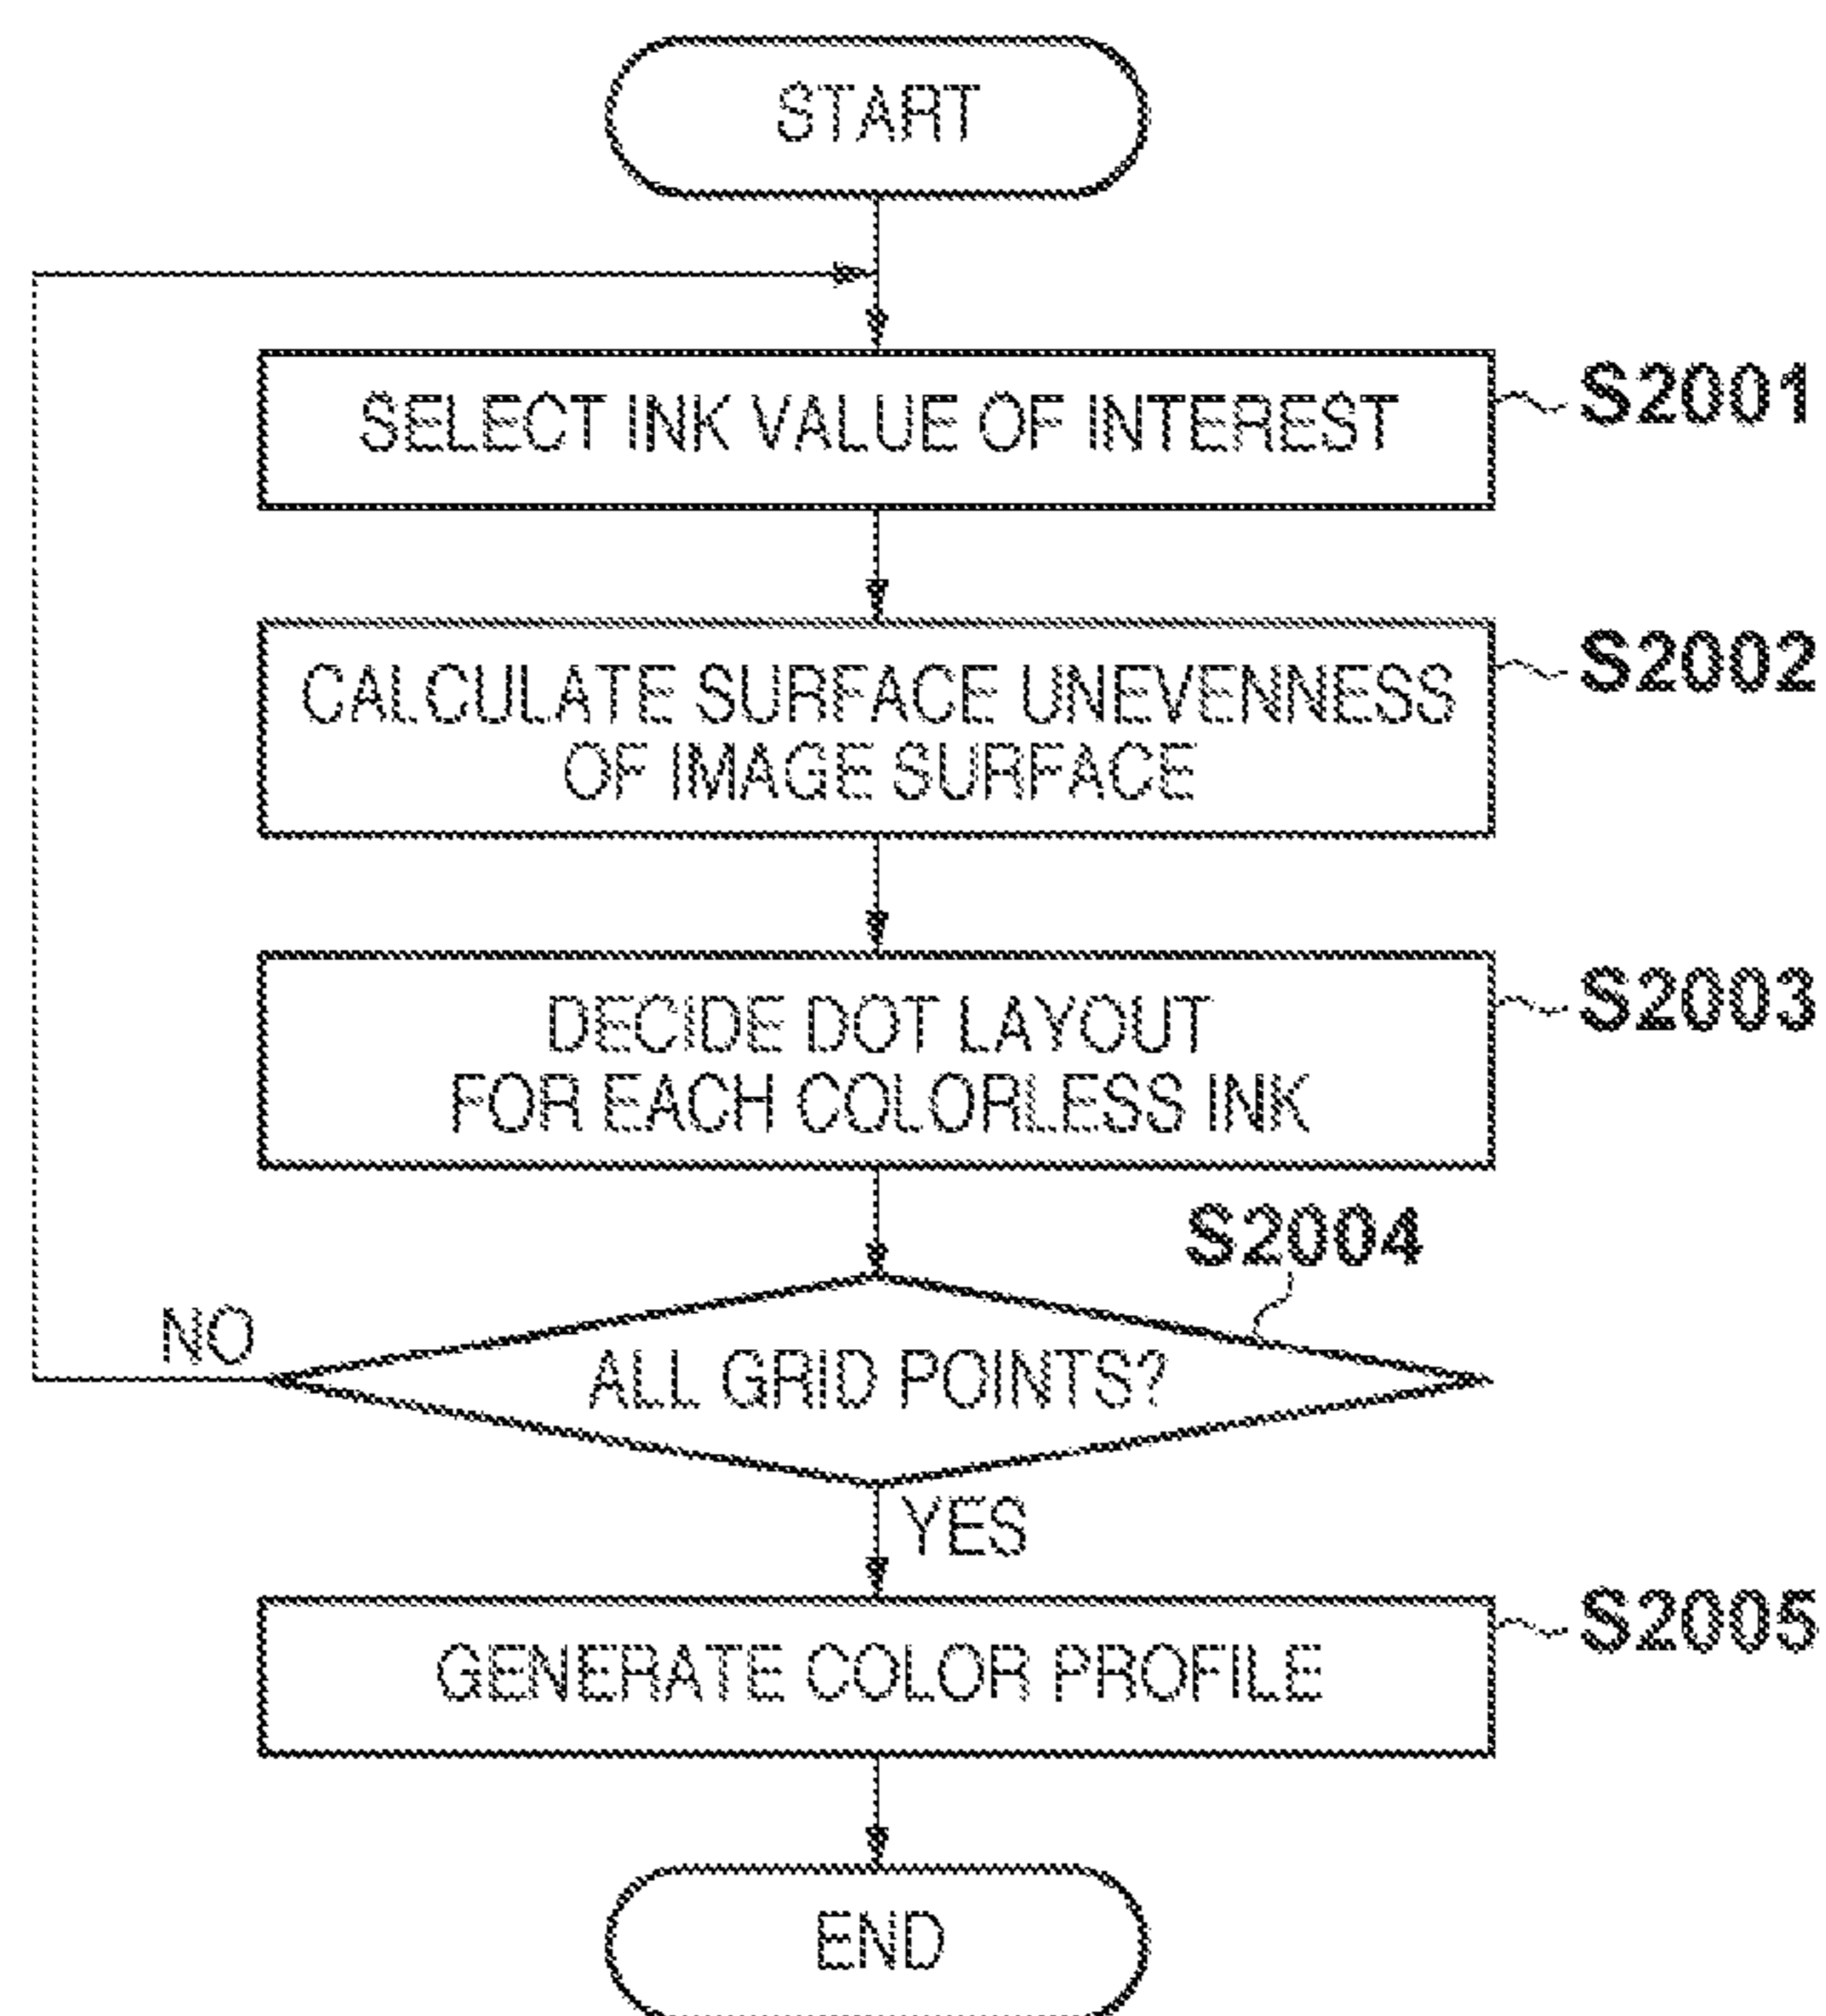 START
SELECT INK VALUE OF INTEREST
S2001
CALCULATE SURFACE UNEVENNESS
OF IMAGE SURFACE
S2002
DECIDE DOT LAYOUT
FOR EACH COLORLESS INK
S2003
S2004
NO
ALL GRID POINTS?
YES
GENERATE COLOR PROFILE
S2005
END